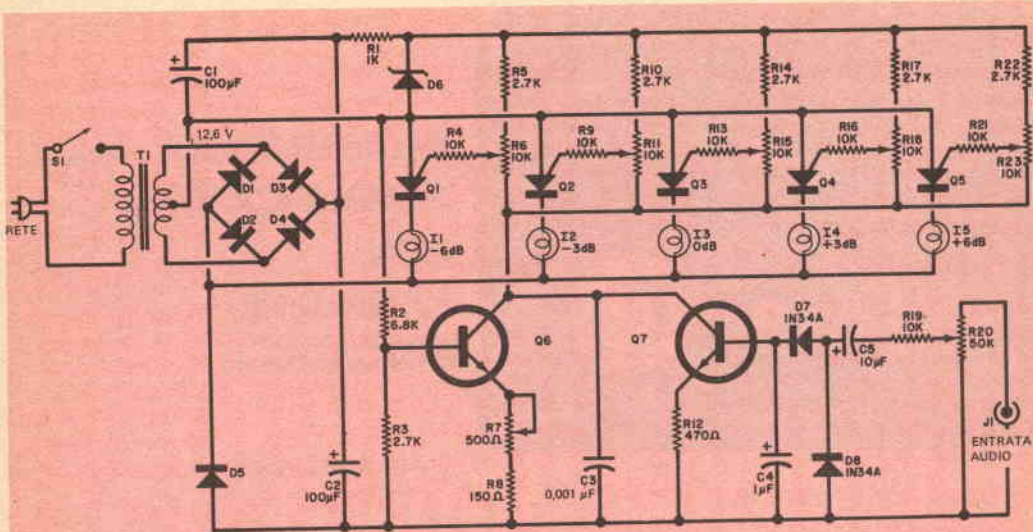 R1
1K
C1
100µF
D6
R5
2.7K
R10
2.7K
R14
2.7K
R17
2.7K
R22
2.7K
S1
T1
12,6 V
D1
D3
D2
D4
RETE
R4
10K
R6
10K
R9
10K
R11
10K
R13
10K
R15
10K
R16
10K
R18
10K
R21
10K
R23
10K
Q1
Q2
Q3
Q4
Q5
I1
-6dB
I2
-3dB
I3
0dB
I4
+3dB
I5
+6dB
R2
6.8K
Q6
Q7
D7
1N34A
R19
10K
R20
50K
C5
10µF
R3
2.7K
R7
500Ω
R12
470Ω
J1
ENTRATA
AUDIO
D5
C2
100µF
R8
150Ω
C3
0,001 µF
C4
1µF
D8
1N34A